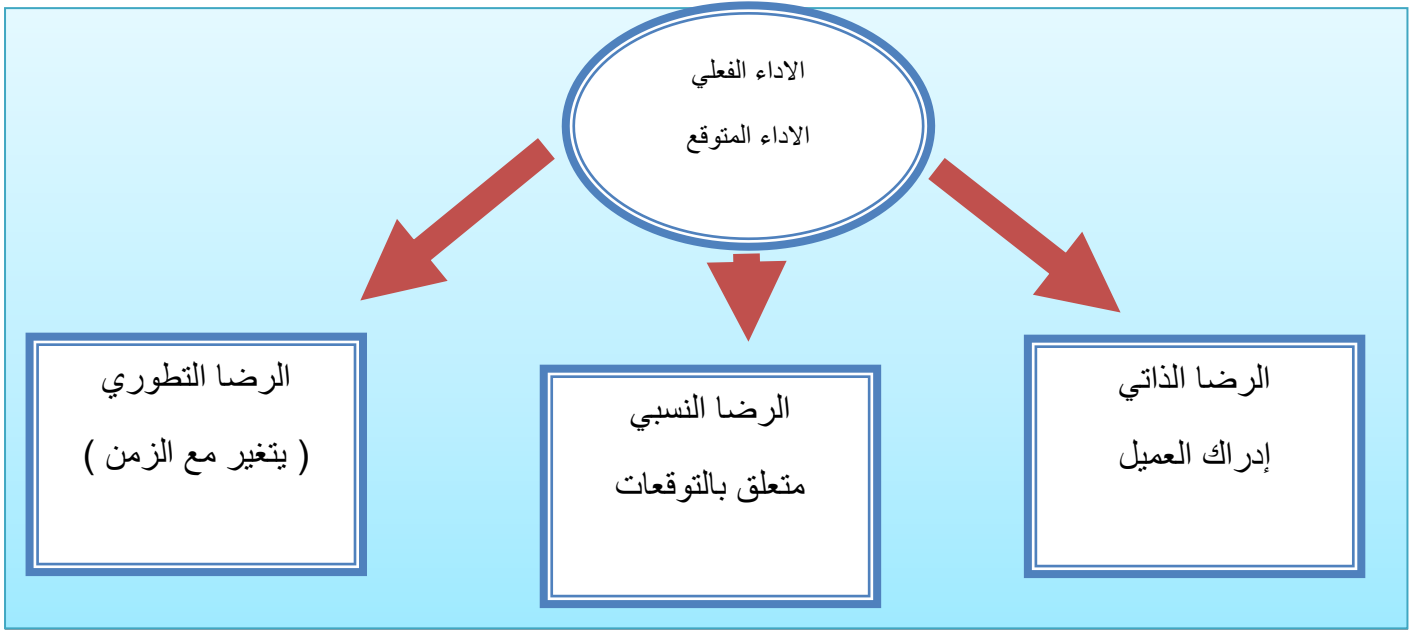 الاداء الفعلي
الاداء المتوقع
الرضا الذاتي
إدراك العميل
الرضا النسبي
متعلق بالتوقعات
الرضا التطوري
( يتغير مع الزمن )